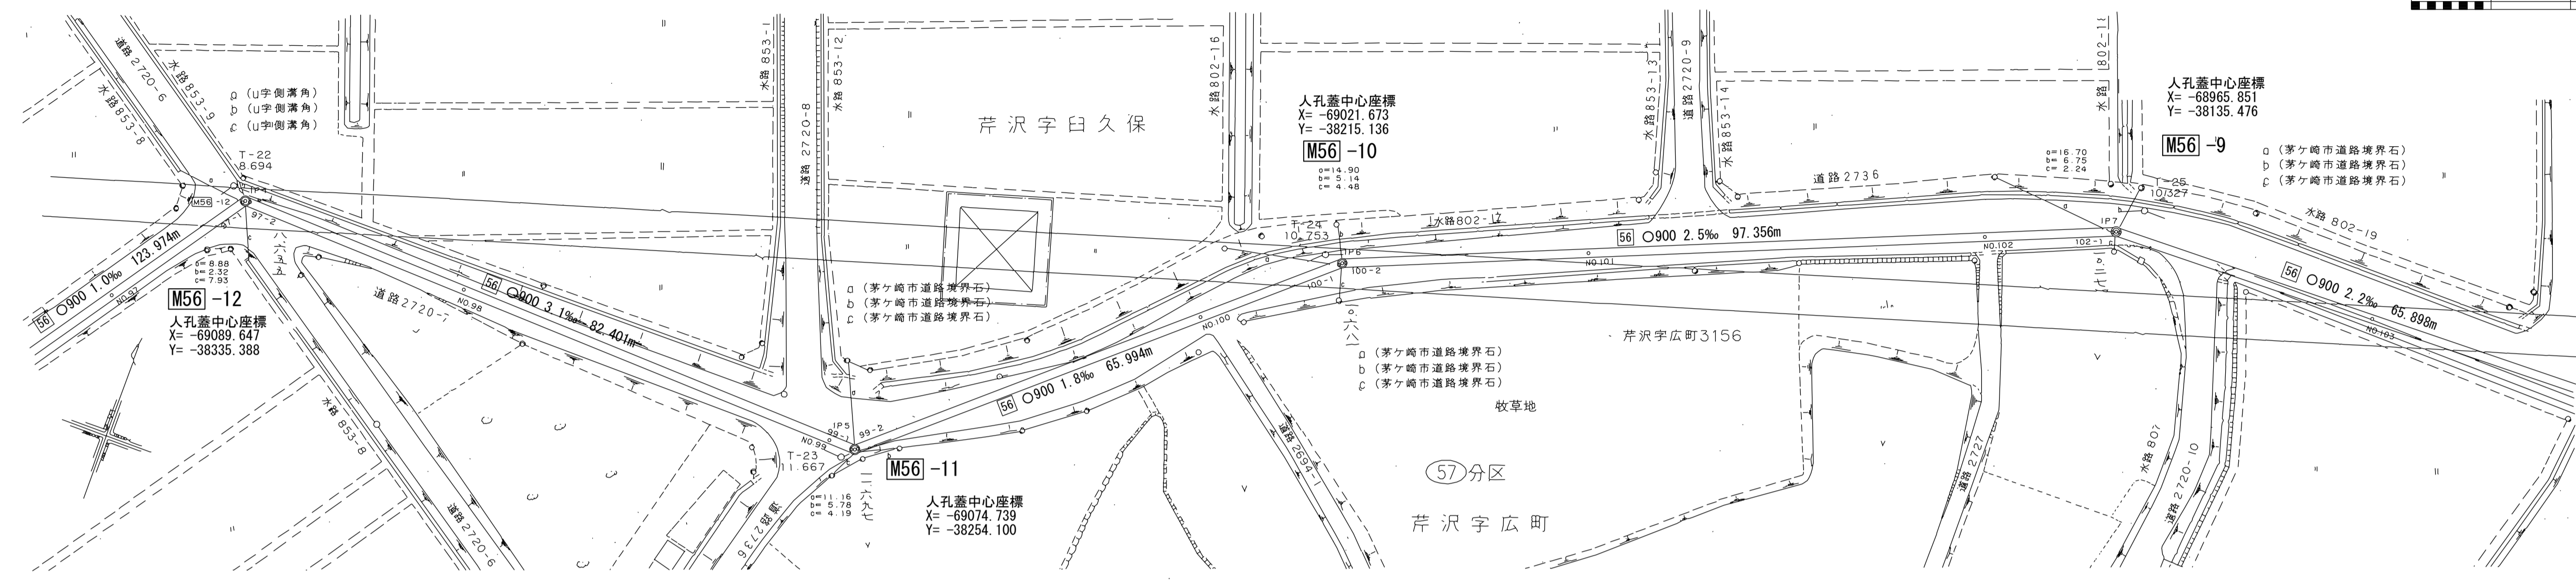 道路2720-6
水路853-9
水路853-8
a (U字側溝角)
b (U字側溝角)
c (U字側溝角)
T-22
8.694
IP4
M56 -12
97-1
97-2
56 ○900 1.0‰ 123.974m
NO.97
a= 8.88
b= 2.32
c= 7.93
M56 -12
人孔蓋中心座標
X= -69089.647
Y= -38335.388
道路2720-7
NO.98
56 ○900 3.1‰ 82.401m
水路853-8
道路2720-6
道路2720-8
水路853-12
芹沢字臼久保
水路802-16
a (茅ケ崎市道路境界石)
b (茅ケ崎市道路境界石)
c (茅ケ崎市道路境界石)
IP5
99-1
99-2
NO.99
T-23
11.667
a=11.16
b= 5.78
c= 4.19
道路2736
M56 -11
人孔蓋中心座標
X= -69074.739
Y= -38254.100
56 ○900 1.8‰ 65.994m
NO.100
100-1
100-2
人孔蓋中心座標
X= -69021.673
Y= -38215.136
M56 -10
a=14.90
b= 5.14
c= 4.48
T-24
10.753
IP6
水路802-17
56 ○900 2.5‰ 97.356m
NO.101
a (茅ケ崎市道路境界石)
b (茅ケ崎市道路境界石)
c (茅ケ崎市道路境界石)
道路2694-1
57分区
芹沢字広町
牧草地
芹沢字広町3156
水路853-13
道路2720-9
水路853-14
道路2736
NO.102
102-1
IP7
a=16.70
b= 6.75
c= 2.24
T-25
10.327
人孔蓋中心座標
X= -68965.851
Y= -38135.476
M56 -9
a (茅ケ崎市道路境界石)
b (茅ケ崎市道路境界石)
c (茅ケ崎市道路境界石)
水路802-19
56 ○900 2.2‰ 65.898m
NO.103
道路2727
水路807
道路2720-10